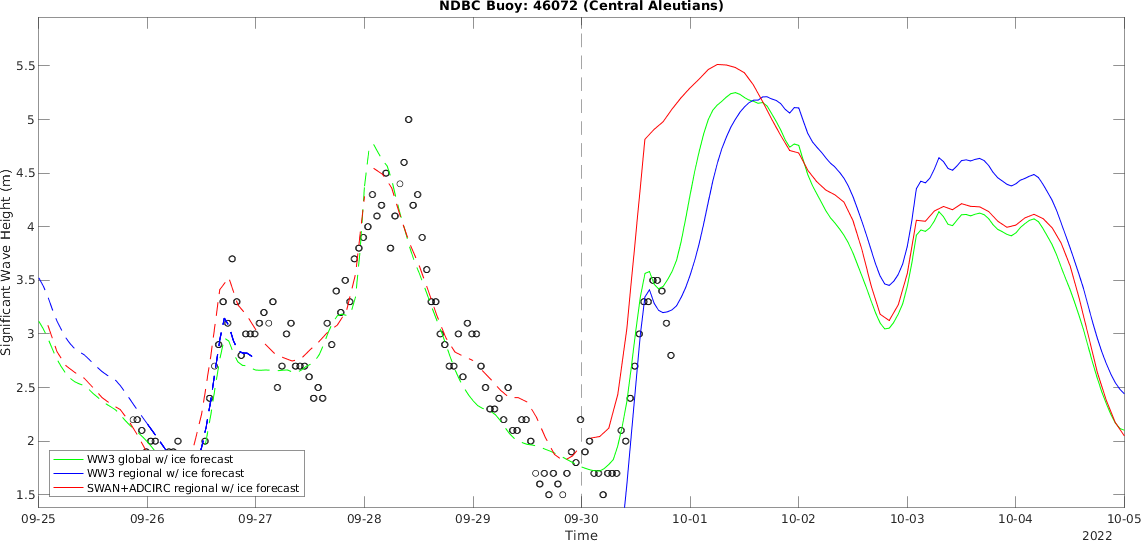 NDBC Buoy: 46072 (Central Aleutians)
Significant Wave Height (m)
5.5
5
4.5
4
3.5
3
2.5
2
1.5
WW3 global w/ ice forecast
WW3 regional w/ ice forecast
SWAN+ADCIRC regional w/ ice forecast
09-25 09-26 09-27 09-28 09-29 09-30 10-01 10-02 10-03 10-04 10-05
Time
2022